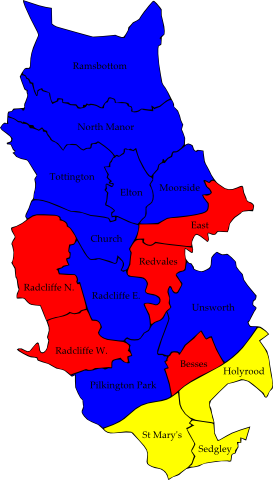 Ramsbottom
North Manor
Tottington
Elton
Moorside
East
Church
Redvales
Radcliffe N.
Radcliffe E.
Unsworth
Radcliffe W.
Besses
Holyrood
Pilkington Park
St Mary's
Sedgley